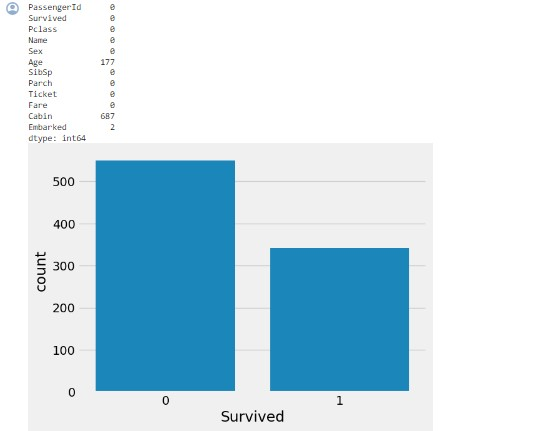 PassengerId 0
Survived 0
Pclass 0
Name 0
Sex 0
Age 177
SibSp 0
Parch 0
Ticket 0
Fare 0
Cabin 687
Embarked 2
dtype: int64
500
400
300
200
100
0
count
0 1
Survived